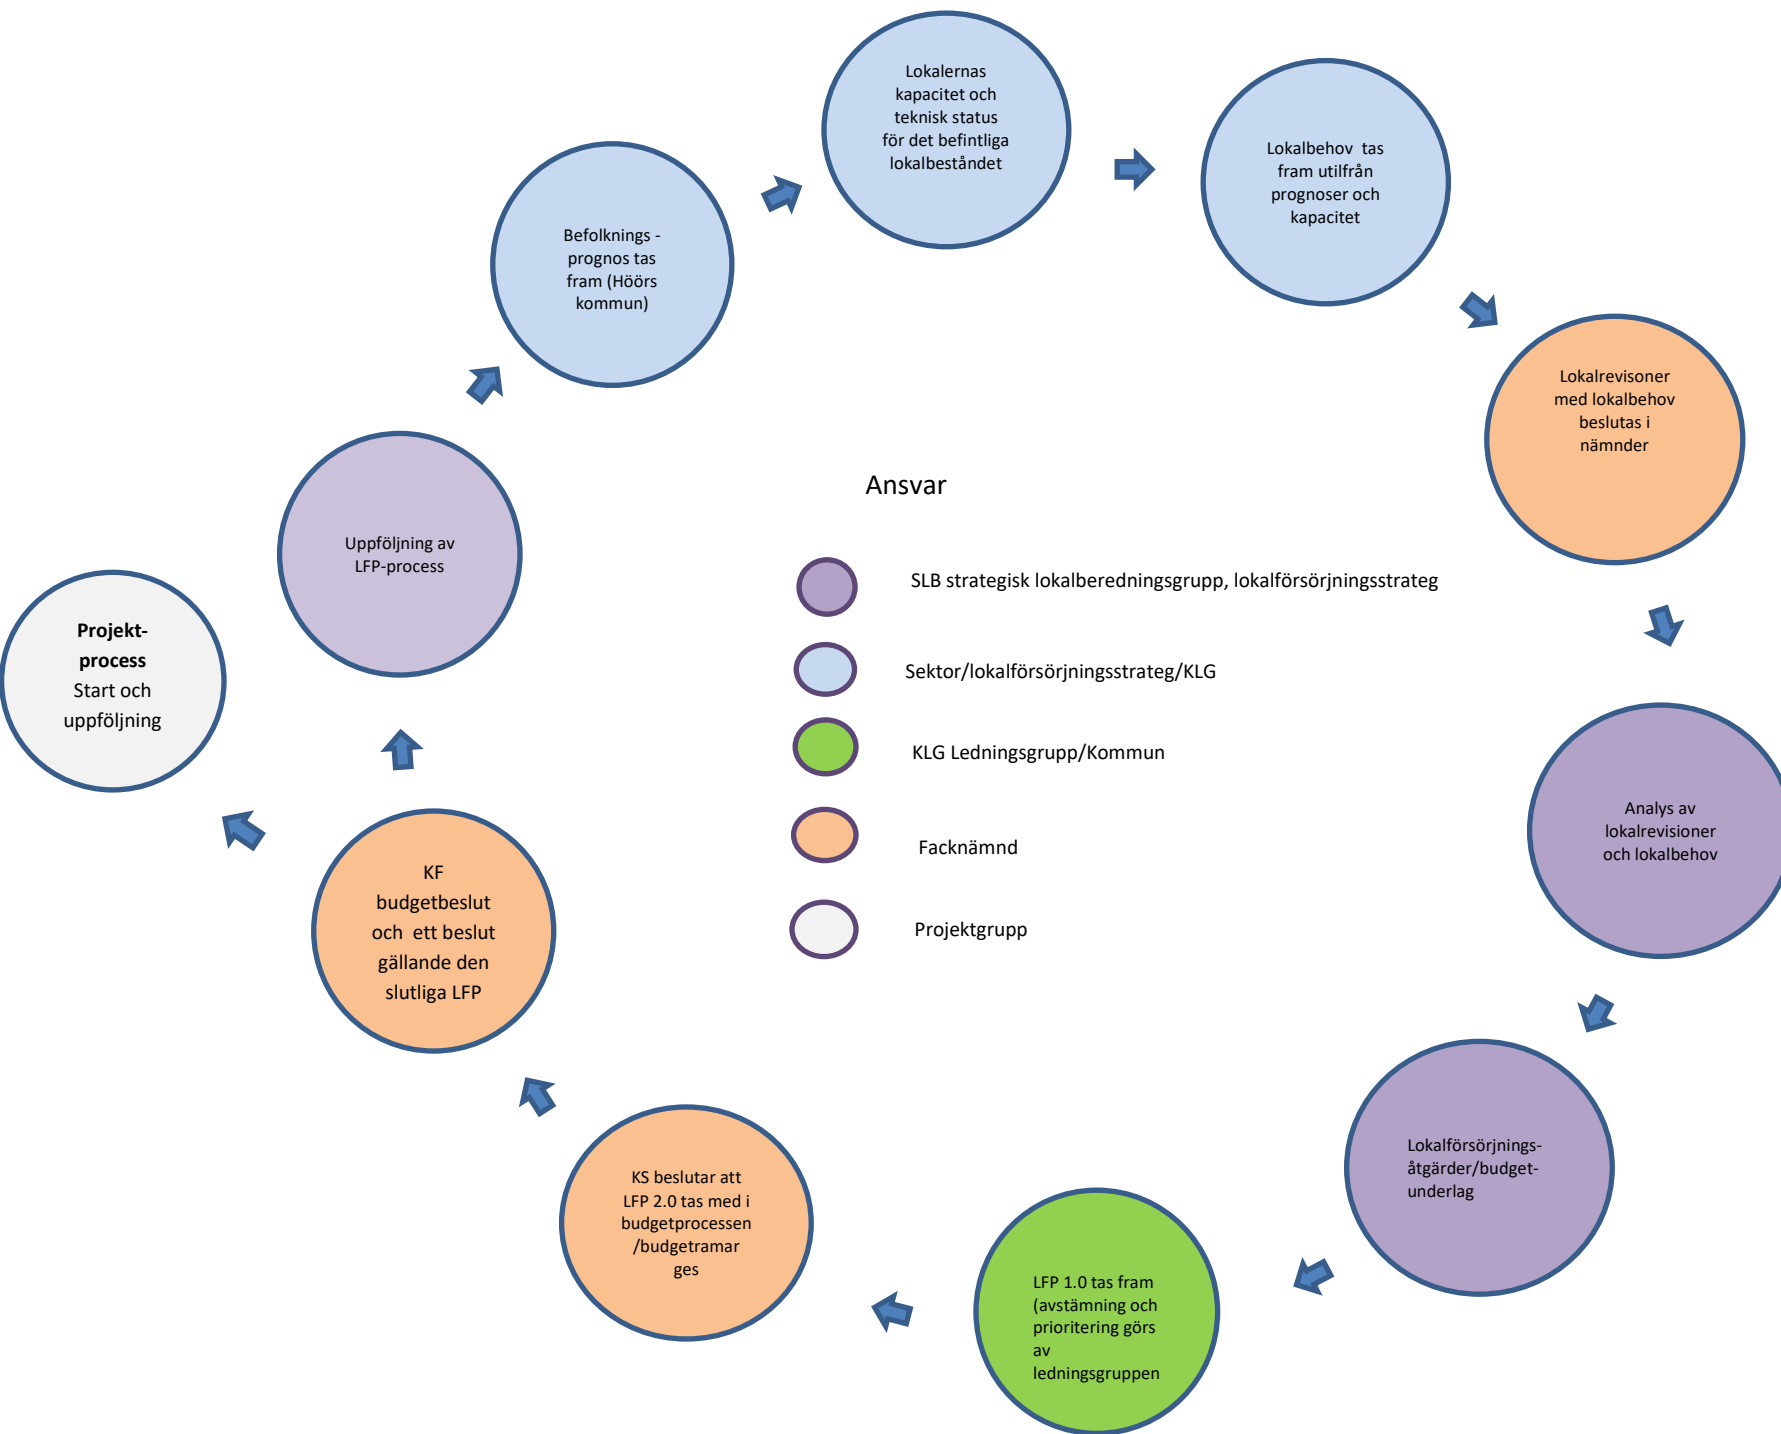 Lokalernas
kapacitet och
teknisk status
för det befintliga
lokalbeståndet
Lokalbehov  tas
fram utilfrån
prognoser och
kapacitet
Befolknings -
prognos tas
fram (Höörs
kommun)
Lokalrevisoner
med lokalbehov
beslutas i
nämnder
Ansvar
Uppföljning av
LFP-process
SLB strategisk lokalberedningsgrupp, lokalförsörjningsstrateg
Projekt-
process
Start och
uppföljning
Sektor/lokalförsörjningsstrateg/KLG
KLG Ledningsgrupp/Kommun
Analys av
lokalrevisioner
och lokalbehov
Facknämnd
KF
budgetbeslut
och  ett beslut
gällande den
slutliga LFP
Projektgrupp
Lokalförsörjnings-
åtgärder/budget-
underlag
KS beslutar att
LFP 2.0 tas med i
budgetprocessen
/budgetramar
ges
LFP 1.0 tas fram
(avstämning och
prioritering görs
av
ledningsgruppen